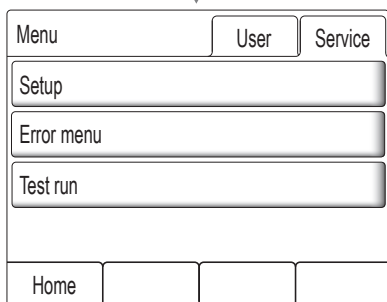 Menu User Service
Setup
Error menu
Test run
Home